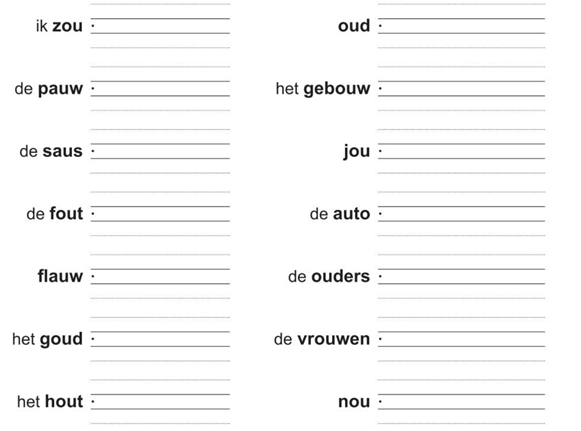 ik zou
de pauw
de saus
de fout
flauw
het goud
het hout
oud
het gebouw
jou
de auto
de ouders
de vrouwen
nou